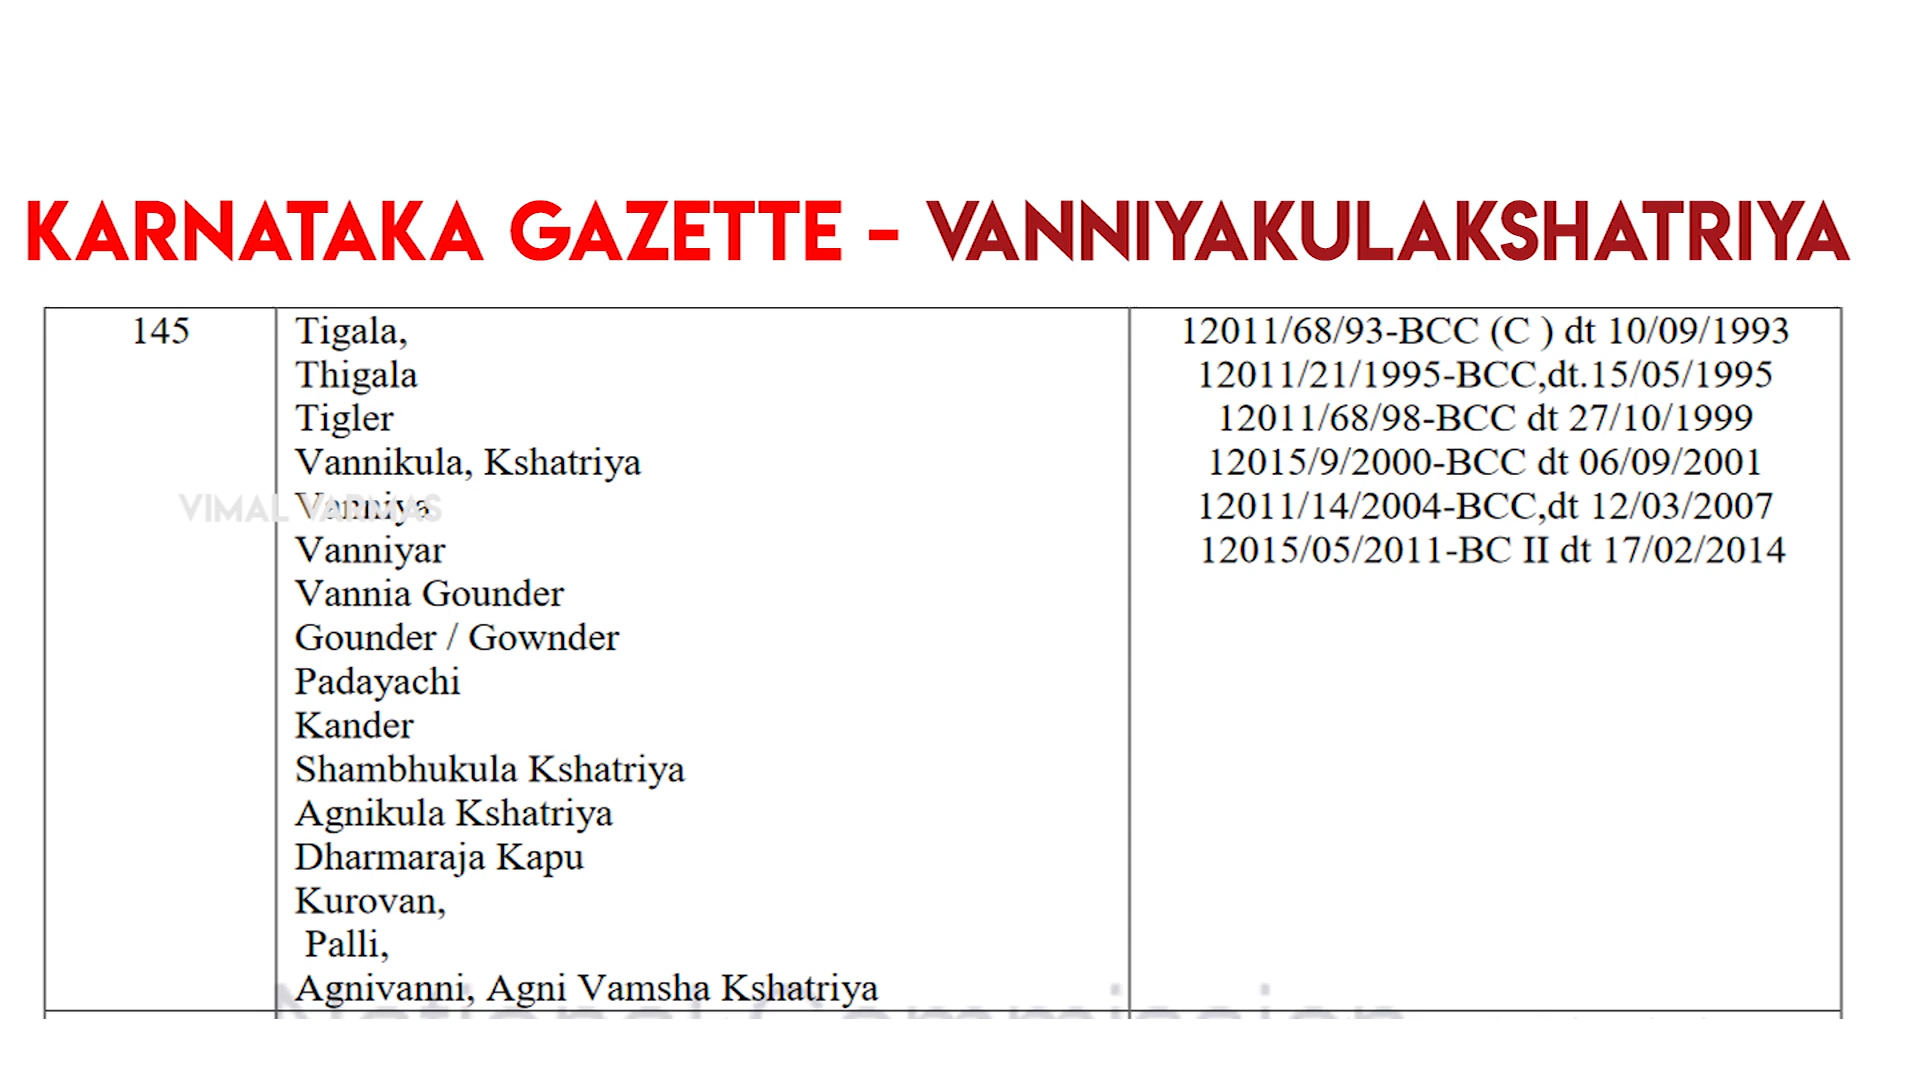 KARNATAKA GAZETTE - VANNIYAKULAKSHATRIYA
145
Tigala,
Thigala
Tigler
Vannikula, Kshatriya
Vanniya
Vanniyar
Vannia Gounder
Gounder / Gownder
Padayachi
Kander
Shambhukula Kshatriya
Agnikula Kshatriya
Dharmaraja Kapu
Kurovan,
Palli,
Agnivanni, Agni Vamsha Kshatriya
12011/68/93-BCC (C ) dt 10/09/1993
12011/21/1995-BCC,dt.15/05/1995
12011/68/98-BCC dt 27/10/1999
12015/9/2000-BCC dt 06/09/2001
12011/14/2004-BCC,dt 12/03/2007
12015/05/2011-BC II dt 17/02/2014
VIMAL VARMAS
National Commission